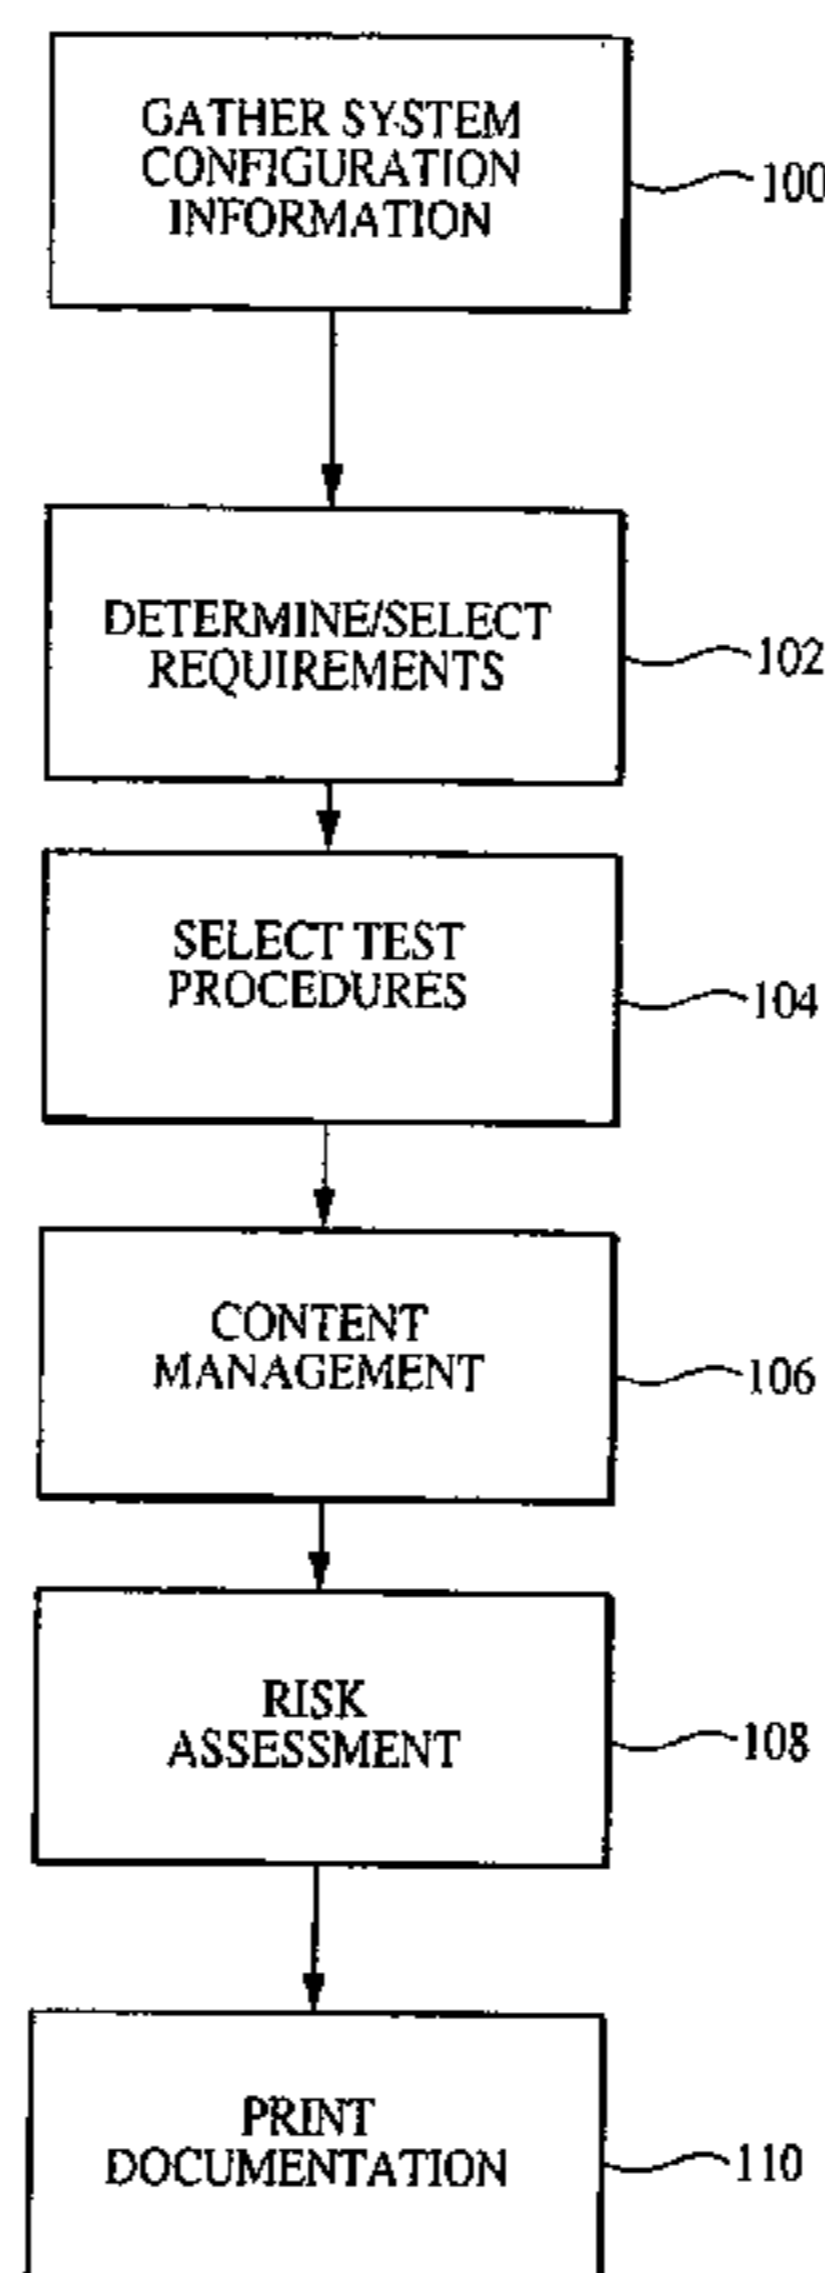 GATHER SYSTEM
CONFIGURATION
INFORMATION
100
DETERMINE/SELECT
REQUIREMENTS
102
SELECT TEST
PROCEDURES
104
CONTENT
MANAGEMENT
106
RISK
ASSESSMENT
108
PRINT
DOCUMENTATION
110